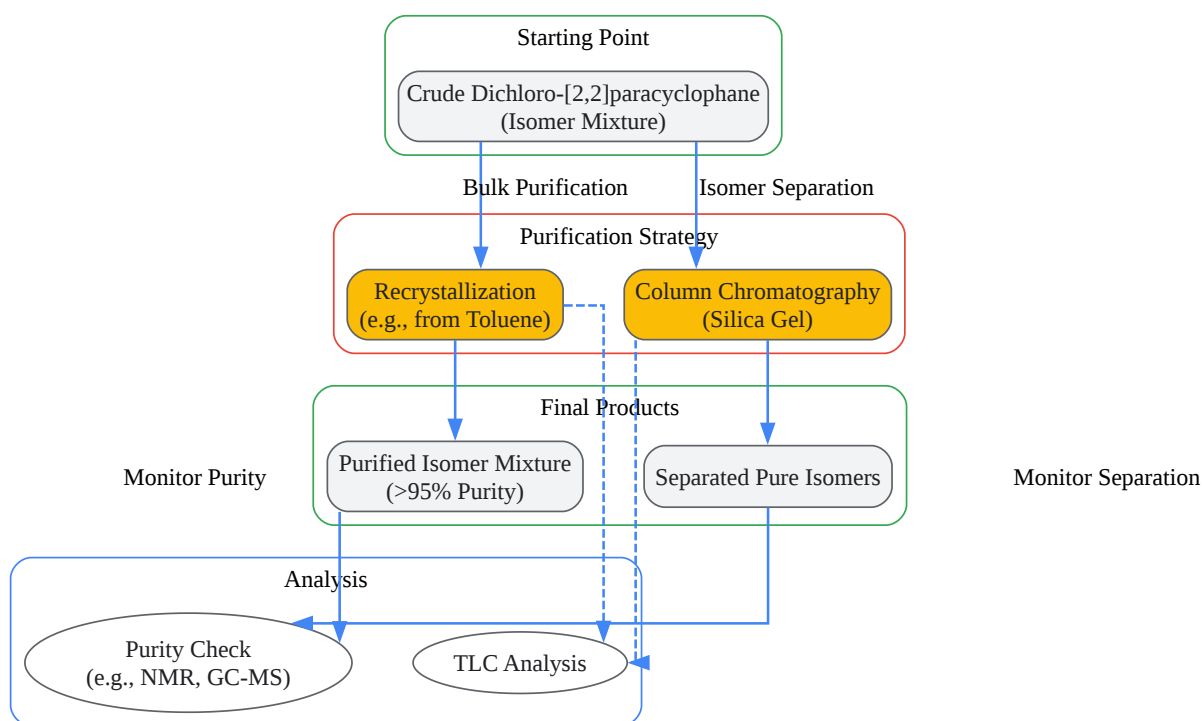 Starting Point
Crude Dichloro-[2,2]paracyclophane
(Isomer Mixture)
Bulk Purification
Isomer Separation
Purification Strategy
Recrystallization
(e.g., from Toluene)
Column Chromatography
(Silica Gel)
Final Products
Monitor Purity
Purified Isomer Mixture
(>95% Purity)
Separated Pure Isomers
Monitor Separation
Analysis
Purity Check
(e.g., NMR, GC-MS)
TLC Analysis